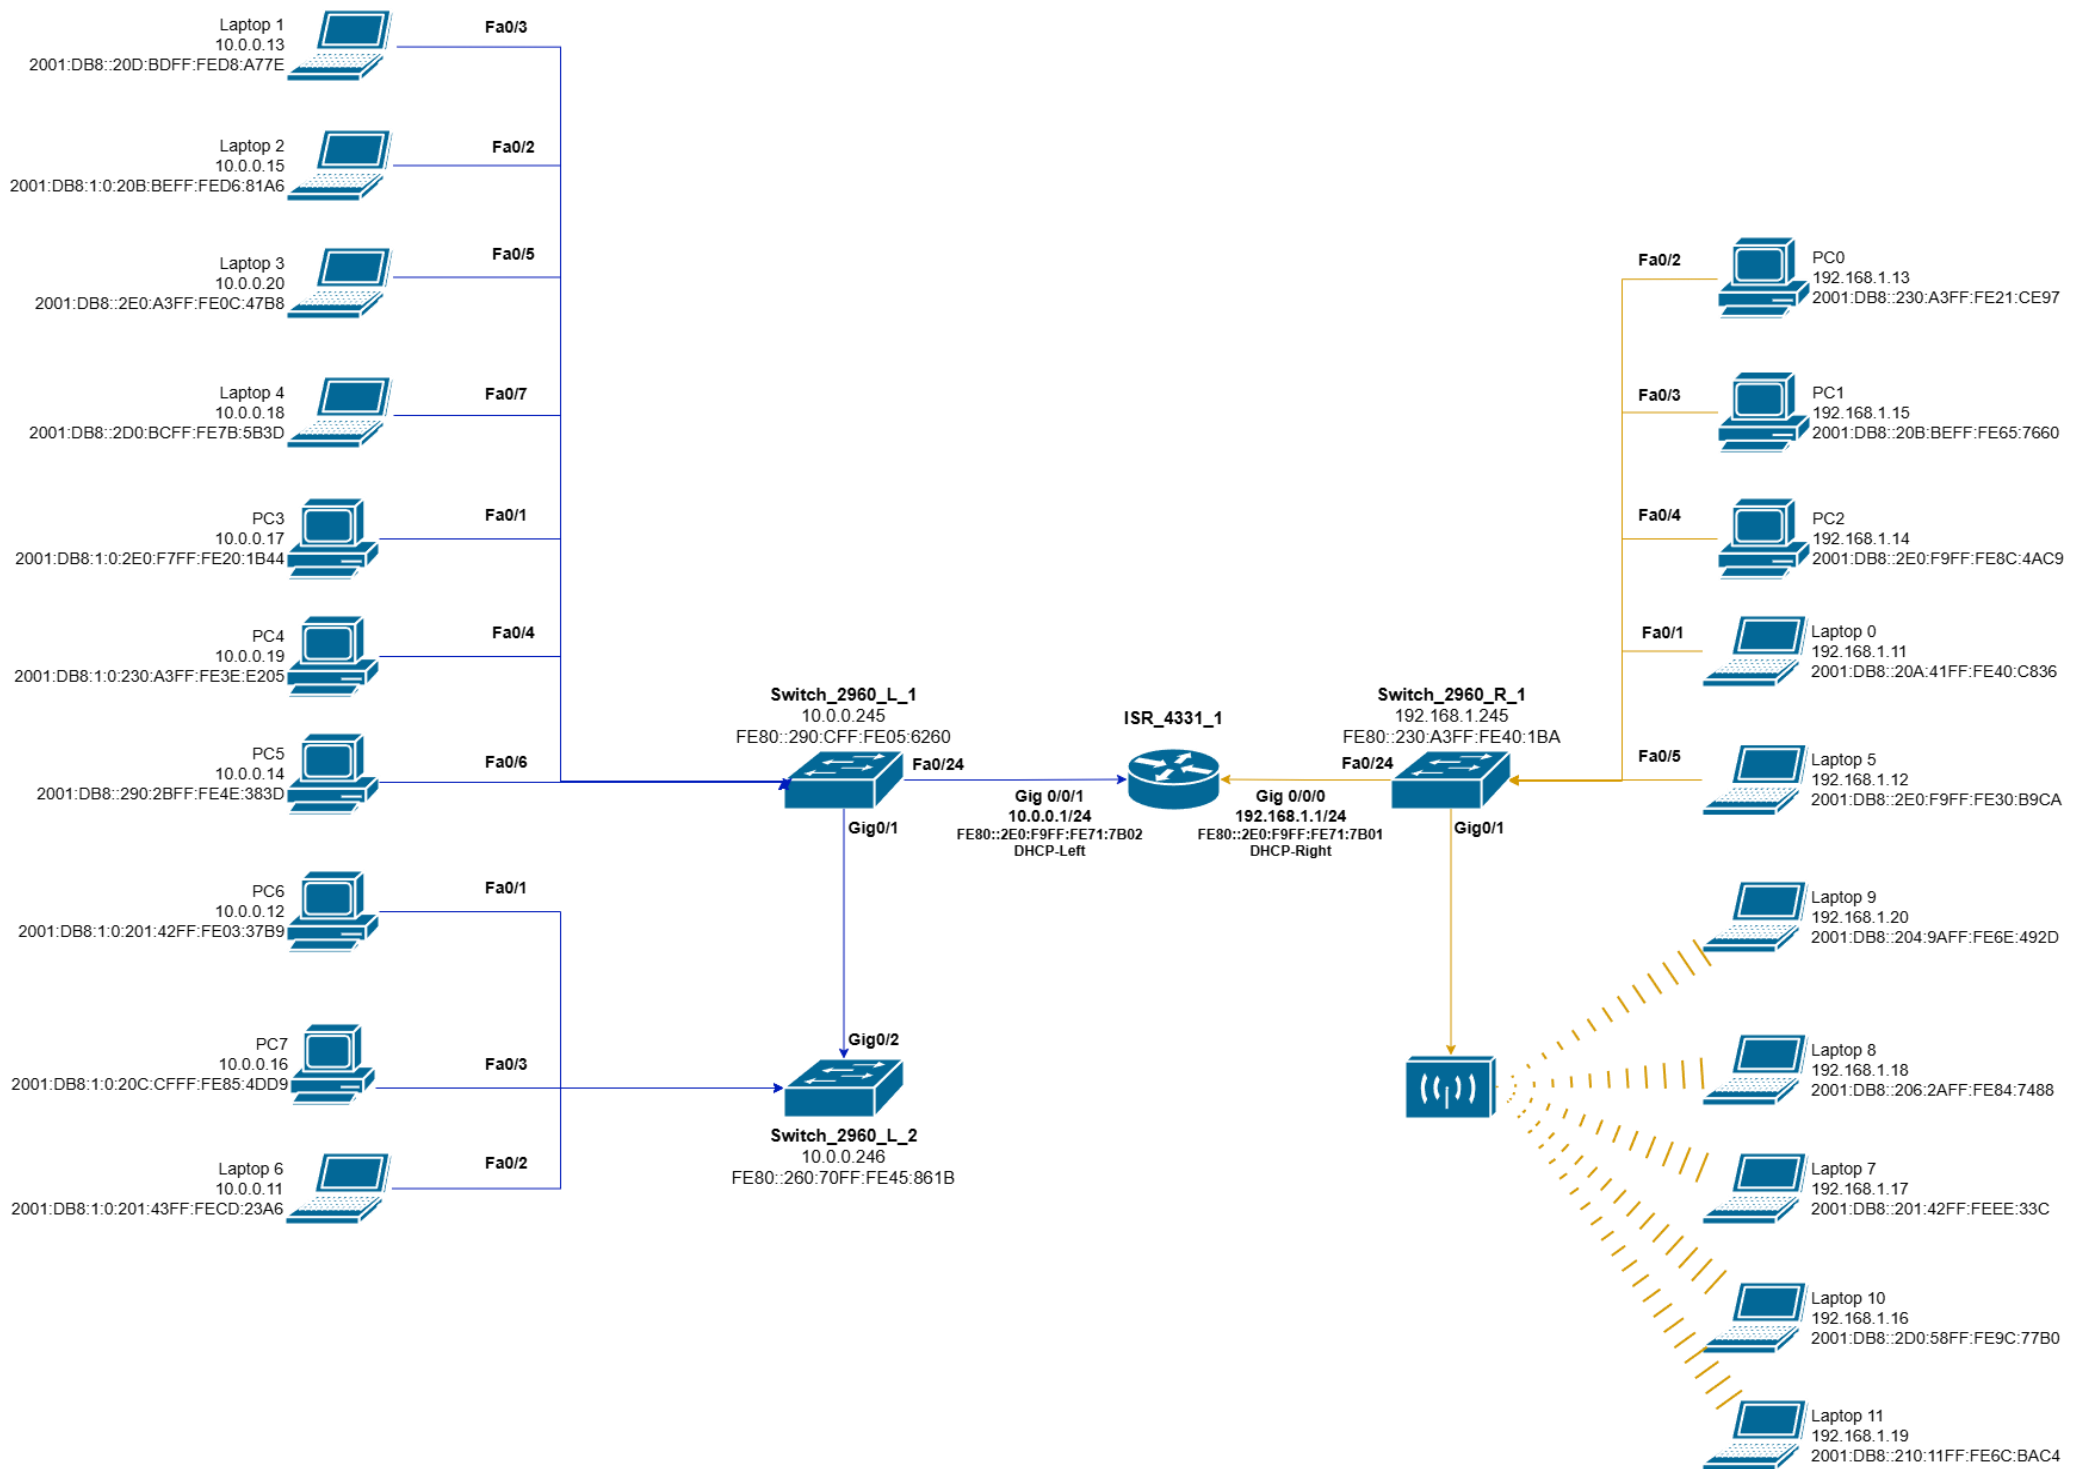 Laptop 1
10.0.0.13
2001:DB8::20D:BDFF:FED8:A77E
Fa0/3
Laptop 2
10.0.0.15
2001:DB8:1:0:20B:BEFF:FED6:81A6
Fa0/2
Laptop 3
10.0.0.20
2001:DB8::2E0:A3FF:FE0C:47B8
Fa0/5
Laptop 4
10.0.0.18
2001:DB8::2D0:BCFF:FE7B:5B3D
Fa0/7
PC3
10.0.0.17
2001:DB8:1:0:2E0:F7FF:FE20:1B44
Fa0/1
PC4
10.0.0.19
2001:DB8:1:0:230:A3FF:FE3E:E205
Fa0/4
PC5
10.0.0.14
2001:DB8::290:2BFF:FE4E:383D
Fa0/6
PC6
10.0.0.12
2001:DB8:1:0:201:42FF:FE03:37B9
Fa0/1
PC7
10.0.0.16
2001:DB8:1:0:20C:CFFF:FE85:4DD9
Fa0/3
Laptop 6
10.0.0.11
2001:DB8:1:0:201:43FF:FECD:23A6
Fa0/2
Switch_2960_L_1
10.0.0.245
FE80::290:CFF:FE05:6260
Fa0/24
Gig0/1
Gig0/2
Switch_2960_L_2
10.0.0.246
FE80::260:70FF:FE45:861B
ISR_4331_1
Gig 0/0/1
10.0.0.1/24
FE80::2E0:F9FF:FE71:7B02
DHCP-Left
Gig 0/0/0
192.168.1.1/24
FE80::2E0:F9FF:FE71:7B01
DHCP-Right
Switch_2960_R_1
192.168.1.245
FE80::230:A3FF:FE40:1BA
Fa0/24
Gig0/1
Fa0/2
PC0
192.168.1.13
2001:DB8::230:A3FF:FE21:CE97
Fa0/3
PC1
192.168.1.15
2001:DB8::20B:BEFF:FE65:7660
Fa0/4
PC2
192.168.1.14
2001:DB8::2E0:F9FF:FE8C:4AC9
Fa0/1
Laptop 0
192.168.1.11
2001:DB8::20A:41FF:FE40:C836
Fa0/5
Laptop 5
192.168.1.12
2001:DB8::2E0:F9FF:FE30:B9CA
Laptop 9
192.168.1.20
2001:DB8::204:9AFF:FE6E:492D
Laptop 8
192.168.1.18
2001:DB8::206:2AFF:FE84:7488
Laptop 7
192.168.1.17
2001:DB8::201:42FF:FEEE:33C
Laptop 10
192.168.1.16
2001:DB8::2D0:58FF:FE9C:77B0
Laptop 11
192.168.1.19
2001:DB8::210:11FF:FE6C:BAC4